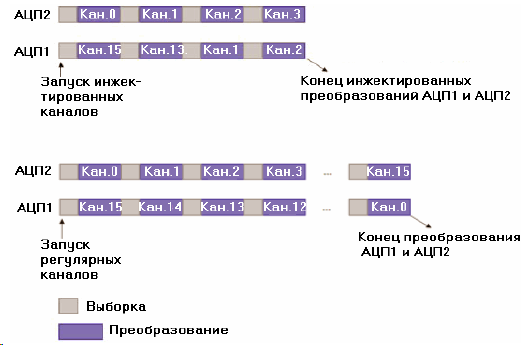 АЦП2 Кан.0 Кан.1 Кан.2 Кан.3
АЦП1 Кан.15 Кан.13. Кан.1 Кан.2
Запуск инжек-
тированных
каналов
Конец инжектированных
преобразований АЦП1 и АЦП2
АЦП2 Кан.0 Кан.1 Кан.2 Кан.3 ... Кан.15
АЦП1 Кан.15 Кан.14 Кан.13 Кан.12 ... Кан.0
Запуск
регулярных
каналов
Конец преобразования
АЦП1 и АЦП2
Выборка
Преобразование